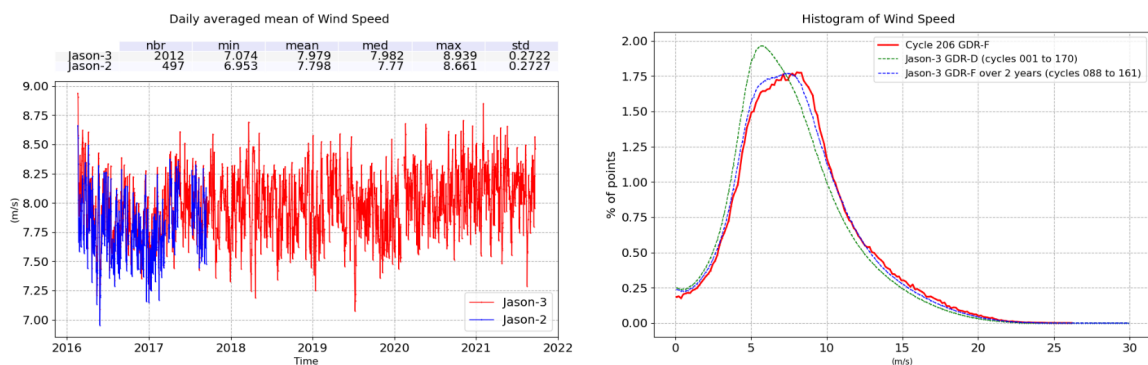 Daily averaged mean of Wind Speed
nbr min mean med max std
Jason-3 2012 7.074 7.979 7.982 8.939 0.2722
Jason-2 497 6.953 7.798 7.77 8.661 0.2727
9.00
8.75
8.50
8.25
8.00
7.75
7.50
7.25
7.00
(m/s)
Jason-3
Jason-2
2016 2017 2018 2019 2020 2021 2022
Time
Histogram of Wind Speed
2.00
1.75
1.50
1.25
1.00
0.75
0.50
0.25
0.00
% of points
Cycle 206 GDR-F
Jason-3 GDR-D (cycles 001 to 170)
Jason-3 GDR-F over 2 years (cycles 088 to 161)
0 5 10 15 20 25 30
(m/s)